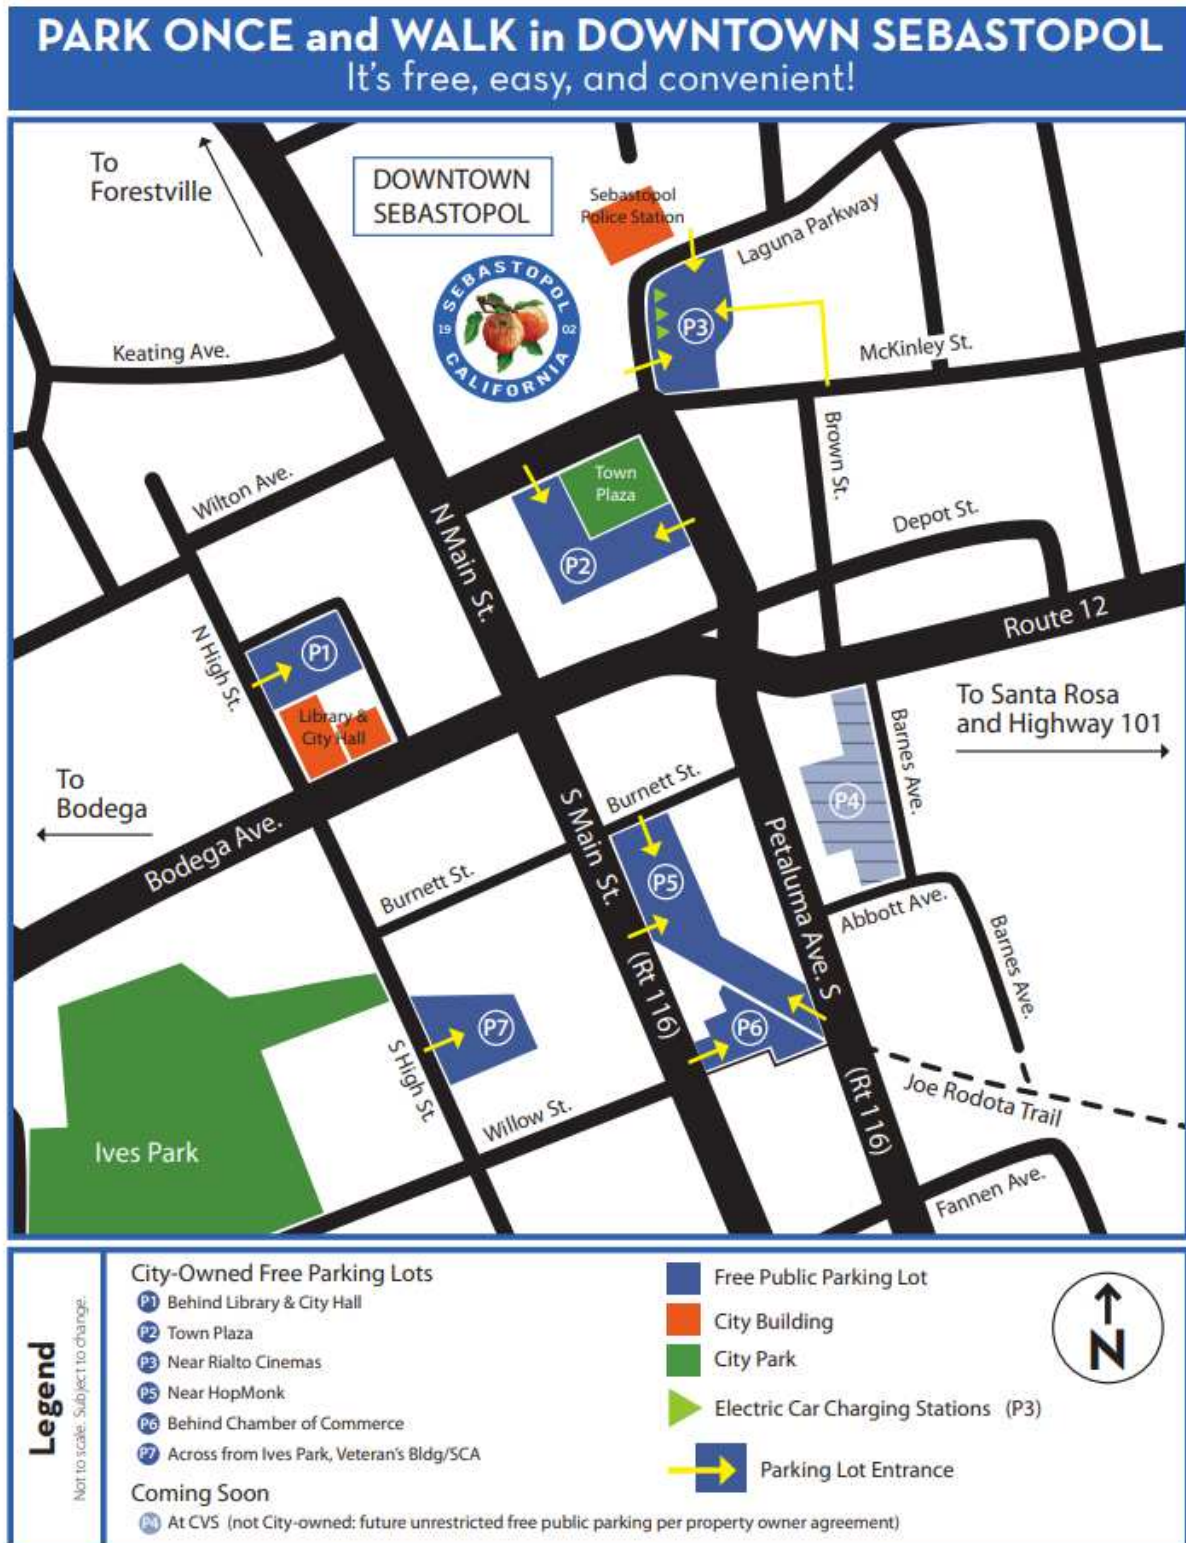 PARK ONCE and WALK in DOWNTOWN SEBASTOPOL
It's free, easy, and convenient!
To
Forestville
DOWNTOWN
SEBASTOPOL
Sebastopol
Police Station
Laguna Parkway
SEBASTOPOL
19 02
CALIFORNIA
P3
Keating Ave.
McKinley St.
Brown St.
Wilton Ave.
Town
Plaza
N Main St.
P2
Depot St.
Route 12
N High St.
P1
Library &
City Hall
To Santa Rosa
and Highway 101
Barnes Ave.
To
Bodega
Bodega Ave.
Burnett St.
S Main St.
P4
Petaluma Ave. S
Burnett St.
P5
Abbott Ave.
Barnes Ave.
(Rt 116)
P7
P6
S High St.
Willow St.
(Rt 116)
Joe Rodota Trail
Ives Park
Fannen Ave.
Legend
Not to scale. Subject to change.
City-Owned Free Parking Lots
P1 Behind Library & City Hall
P2 Town Plaza
P3 Near Rialto Cinemas
P5 Near HopMonk
P6 Behind Chamber of Commerce
P7 Across from Ives Park, Veteran's Bldg/SCA
Coming Soon
P4 At CVS (not City-owned: future unrestricted free public parking per property owner agreement)
Free Public Parking Lot
City Building
City Park
Electric Car Charging Stations (P3)
Parking Lot Entrance
N